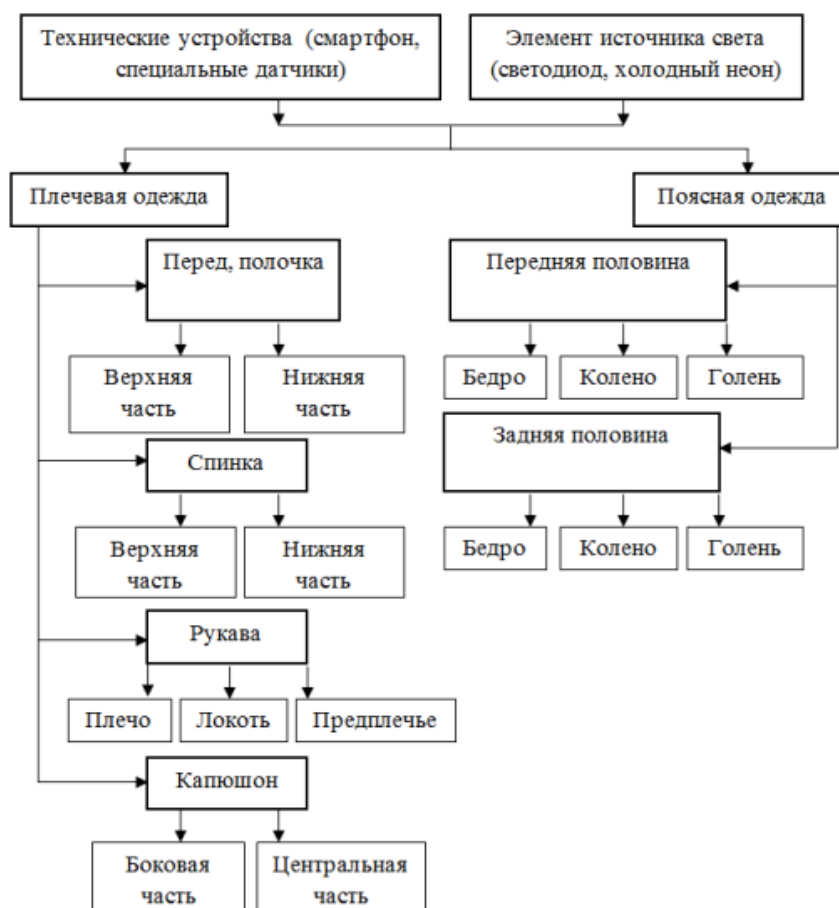 Технические устройства (смартфон,
специальные датчики)
Элемент источника света
(светодиод, холодный неон)
Плечевая одежда
Поясная одежда
Перед, полочка
Передняя половина
Верхняя
часть
Нижняя
часть
Бедро
Колено
Голень
Спинка
Задняя половина
Верхняя
часть
Нижняя
часть
Бедро
Колено
Голень
Рукава
Плечо
Локоть
Предплечье
Капюшон
Боковая
часть
Центральная
часть